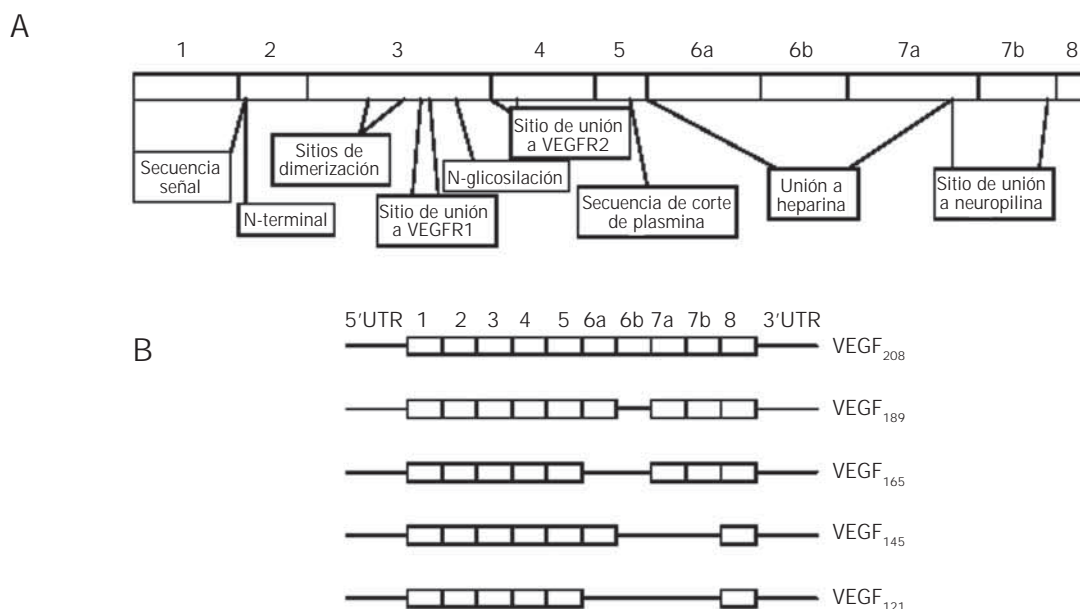 A
1 2 3 4 5 6a 6b 7a 7b 8
Secuencia
señal
N-terminal
Sitios de
dimerización
Sitio de unión
a VEGFR1
N-glicosilación
Sitio de unión
a VEGFR2
Secuencia de corte
de plasmina
Unión a
heparina
Sitio de unión
a neuropilina
B
5'UTR 1 2 3 4 5 6a 6b 7a 7b 8 3'UTR
VEGF208
VEGF189
VEGF165
VEGF145
VEGF121